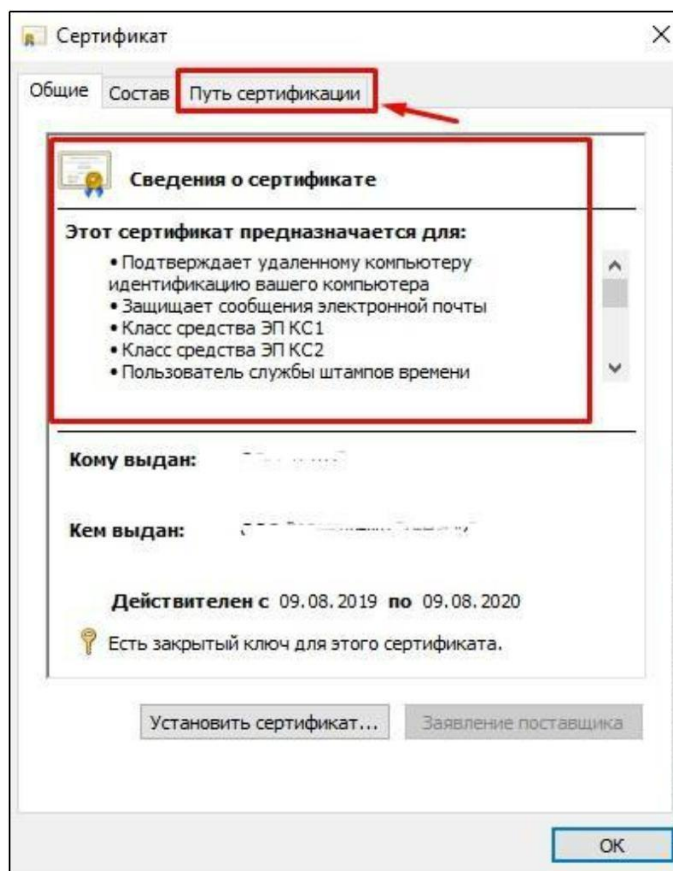 Сертификат
Общие Состав Путь сертификации
Сведения о сертификате
Этот сертификат предназначается для:
• Подтверждает удаленному компьютеру
идентификацию вашего компьютера
• Защищает сообщения электронной почты
• Класс средства ЭП КС1
• Класс средства ЭП КС2
• Пользователь службы штампов времени
Кому выдан:
Кем выдан:
Действителен с 09.08.2019 по 09.08.2020
Есть закрытый ключ для этого сертификата.
Установить сертификат... Заявление поставщика
ОК